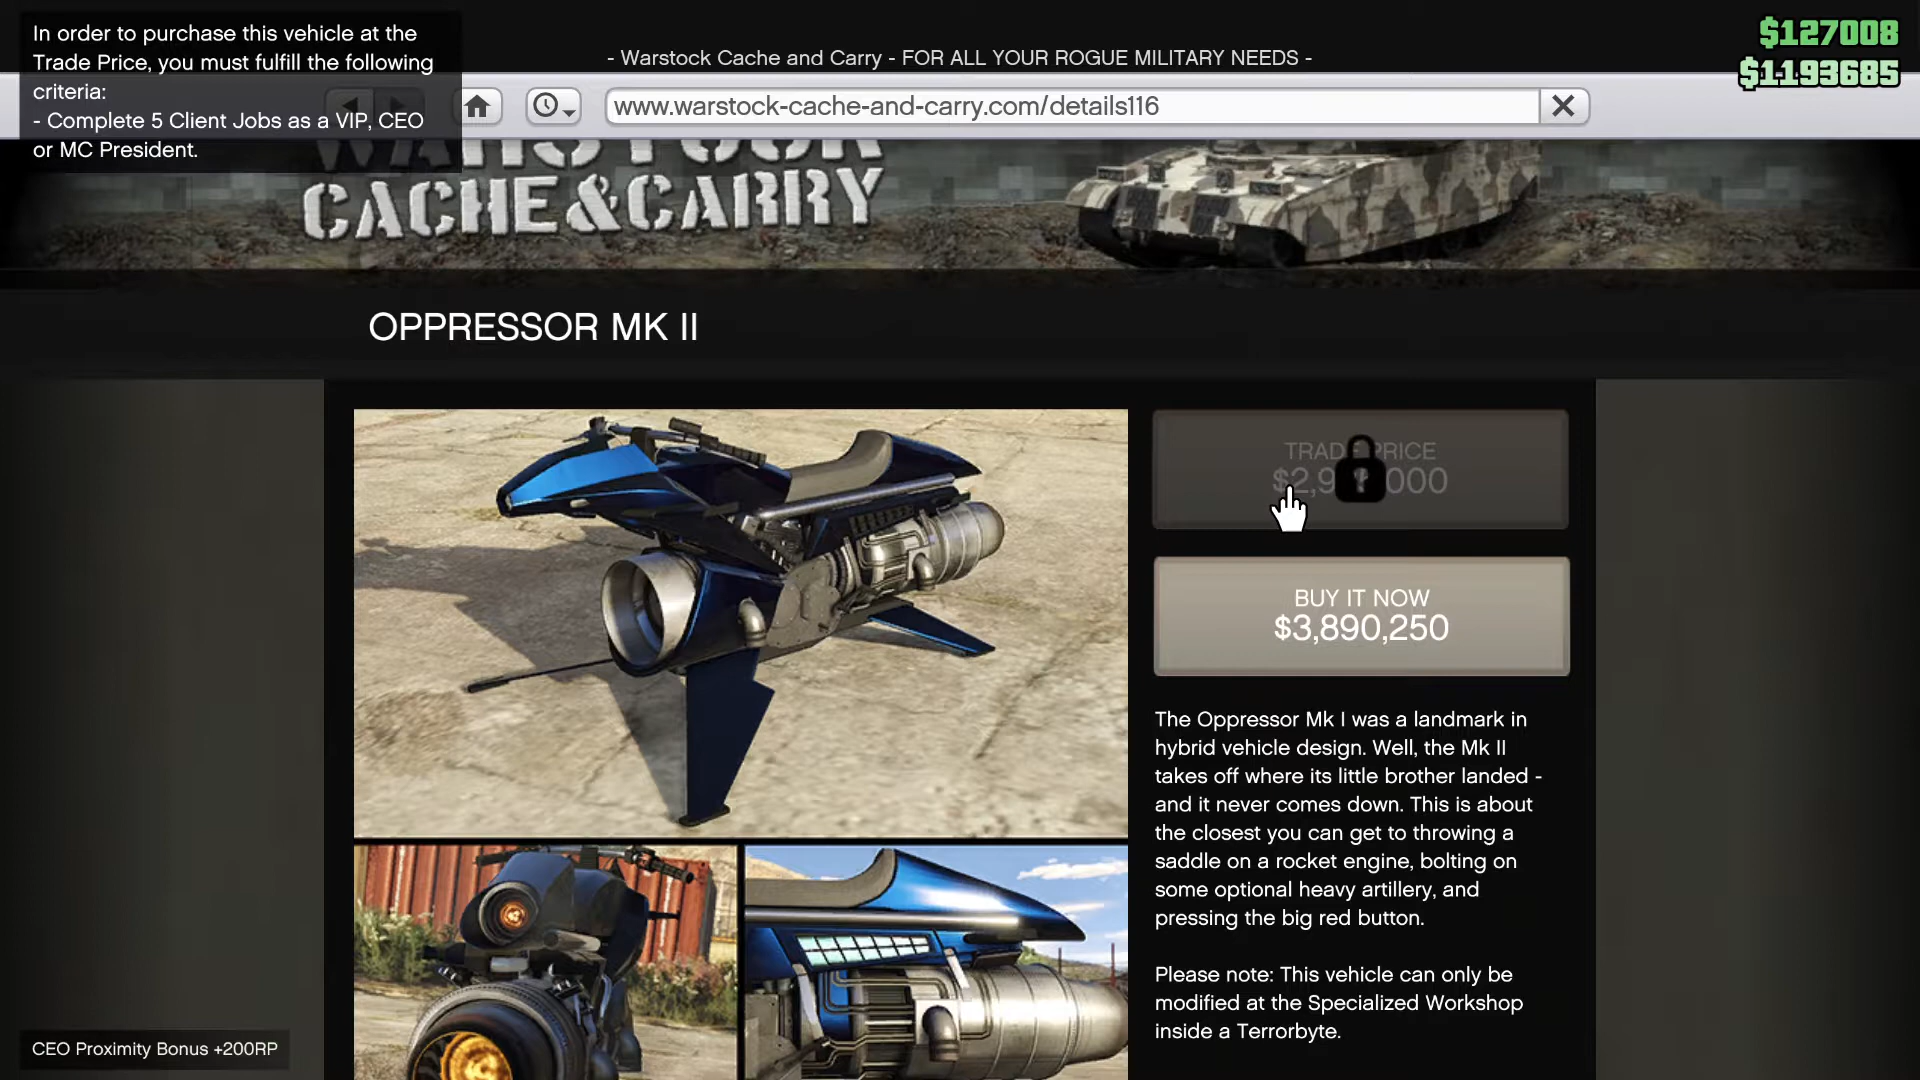 In order to purchase this vehicle at the
Trade Price, you must fulfill the following
criteria:
- Complete 5 Client Jobs as a VIP, CEO
or MC President.
- Warstock Cache and Carry - FOR ALL YOUR ROGUE MILITARY NEEDS -
$127008
$1193685
www.warstock-cache-and-carry.com/details116
WARSTOCK
CACHE&CARRY
OPPRESSOR MK II
TRADE PRICE
BUY IT NOW
$3,890,250
The Oppressor Mk I was a landmark in
hybrid vehicle design. Well, the Mk II
takes off where its little brother landed -
and it never comes down. This is about
the closest you can get to throwing a
saddle on a rocket engine, bolting on
some optional heavy artillery, and
pressing the big red button.
Please note: This vehicle can only be
modified at the Specialized Workshop
inside a Terrorbyte.
CEO Proximity Bonus +200RP